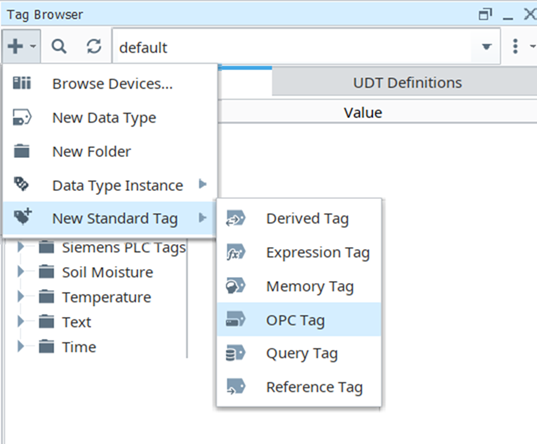 Tag Browser
default
UDT Definitions
Value
Browse Devices...
New Data Type
New Folder
Data Type Instance
New Standard Tag
Derived Tag
Expression Tag
Memory Tag
OPC Tag
Query Tag
Reference Tag
Siemens PLC Tags
Soil Moisture
Temperature
Text
Time